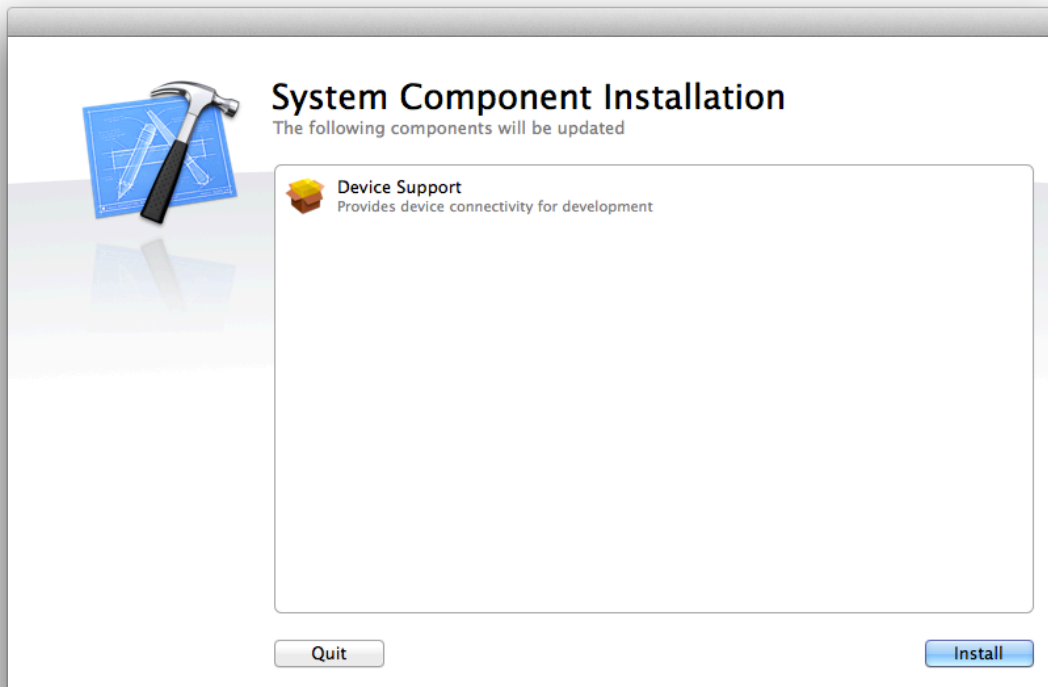 System Component Installation
The following components will be updated
Device Support
Provides device connectivity for development
Quit
Install